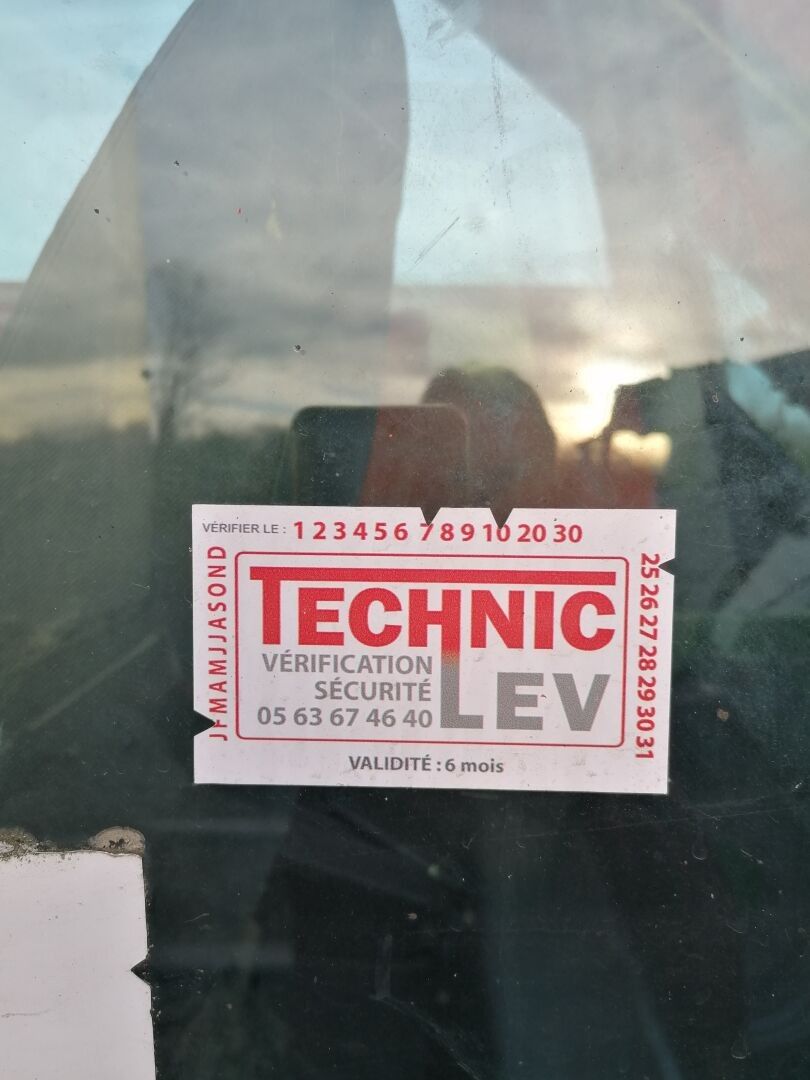 VÉRIFIER LE : 1 2 3 4 5 6 7 8 9 10 20 30
J F M A M J J A S O N D
TECHNIC
LEV
VÉRIFICATION
SÉCURITÉ
05 63 67 46 40
25 26 27 28 29 30 31
VALIDITÉ : 6 mois